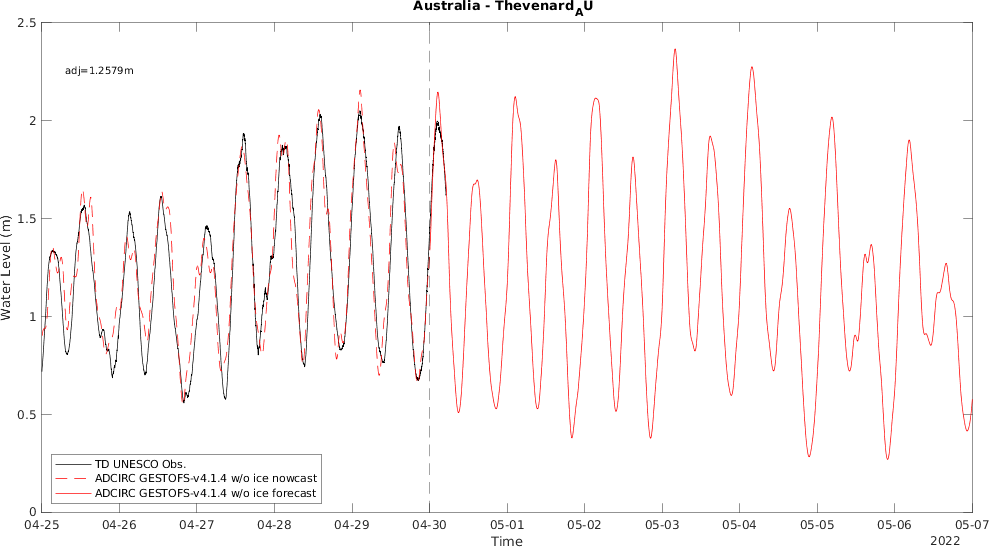 Australia - Thevenard_AU
2.5
adj=1.2579m
2
1.5
1
0.5
0
Water Level (m)
TD UNESCO Obs.
ADCIRC GESTOFS-v4.1.4 w/o ice nowcast
ADCIRC GESTOFS-v4.1.4 w/o ice forecast
04-25 04-26 04-27 04-28 04-29 04-30 05-01 05-02 05-03 05-04 05-05 05-06 05-07
Time
2022